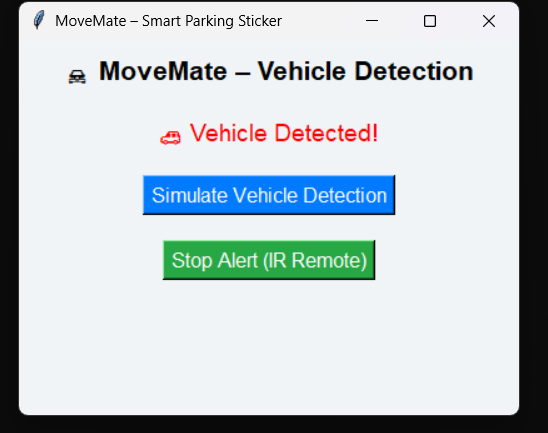 MoveMate – Smart Parking Sticker
🚘 MoveMate – Vehicle Detection
🚗 Vehicle Detected!
Simulate Vehicle Detection
Stop Alert (IR Remote)